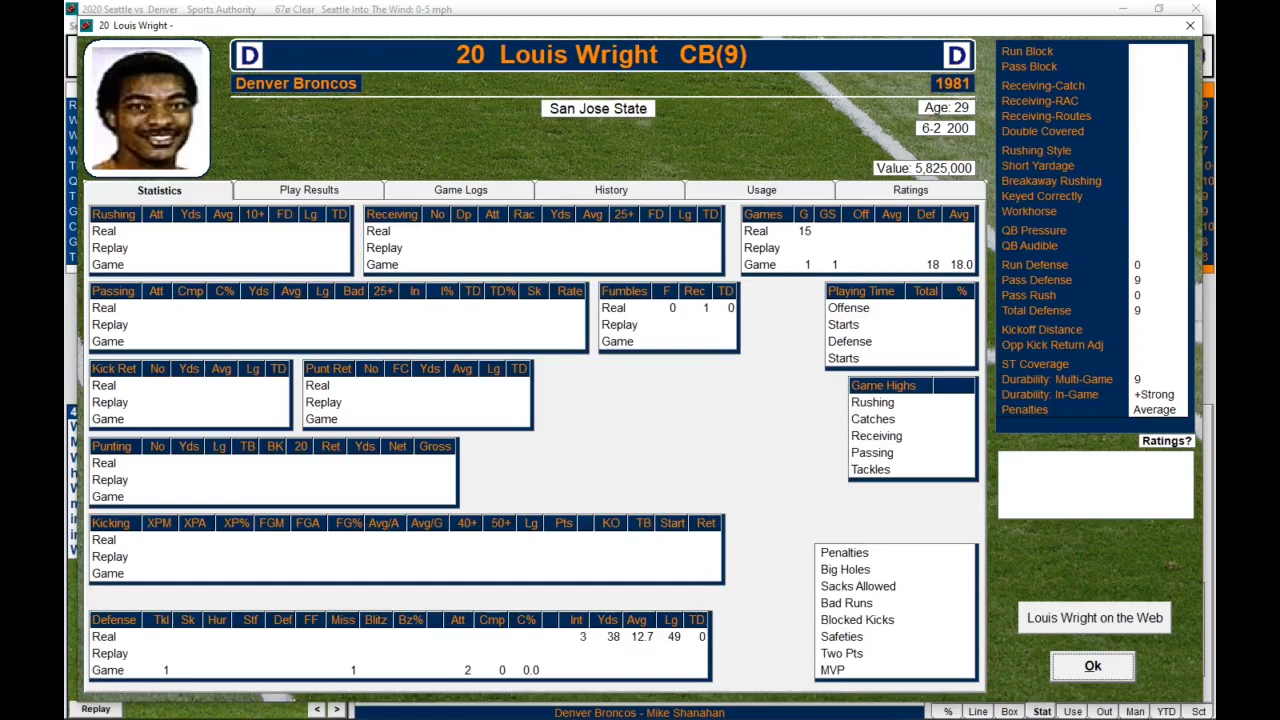 2020 Seattle vs Denver Sports Authority 67ø Clear Seattle Into The Wind: 0-5 mph
20 Louis Wright -
D 20 Louis Wright CB(9) D
Denver Broncos 1981
San Jose State Age: 29
6-2 200
Value: 5,825,000
Statistics Play Results Game Logs History Usage Ratings
Rushing Att Yds Avg 10+ FD Lg TD
Real
Replay
Game
Receiving No Dp Att Rac Yds Avg 25+ FD Lg TD
Real
Replay
Game
Games G GS Off Avg Def Avg
Real 15
Replay
Game 1 1 18 18.0
Passing Att Cmp C% Yds Avg Lg Bad 25+ In I% TD TD% Sk Rate
Real
Replay
Game
Fumbles F Rec TD
Real 0 1 0
Replay
Game
Playing Time Total %
Offense
Starts
Defense
Starts
Kick Ret No Yds Avg Lg TD
Real
Replay
Game
Punt Ret No FC Yds Avg Lg TD
Real
Replay
Game
Game Highs
Rushing
Catches
Receiving
Passing
Tackles
Punting No Yds Lg TB BK 20 Ret Yds Net Gross
Real
Replay
Game
Kicking XPM XPA XP% FGM FGA FG% Avg/A Avg/G 40+ 50+ Lg Pts KO TB Start Ret
Real
Replay
Game
Penalties
Big Holes
Sacks Allowed
Bad Runs
Blocked Kicks
Safeties
Two Pts
MVP
Defense Tkl Sk Hur Stf Def FF Miss Blitz Bz% Att Cmp C% Int Yds Avg Lg TD
Real 3 38 12.7 49 0
Replay
Game 1 1 2 0 0.0
Run Block
Pass Block
Receiving-Catch
Receiving-RAC
Receiving-Routes
Double Covered
Rushing Style
Short Yardage
Breakaway Rushing
Keyed Correctly
Workhorse
QB Pressure
QB Audible
Run Defense 0
Pass Defense 9
Pass Rush 0
Total Defense 9
Kickoff Distance
Opp Kick Return Adj
ST Coverage
Durability: Multi-Game 9
Durability: In-Game +Strong
Penalties Average
Ratings?
Louis Wright on the Web
Ok
Replay < > Denver Broncos - Mike Shanahan % Line Box Stat Use Out Man YTD Sct